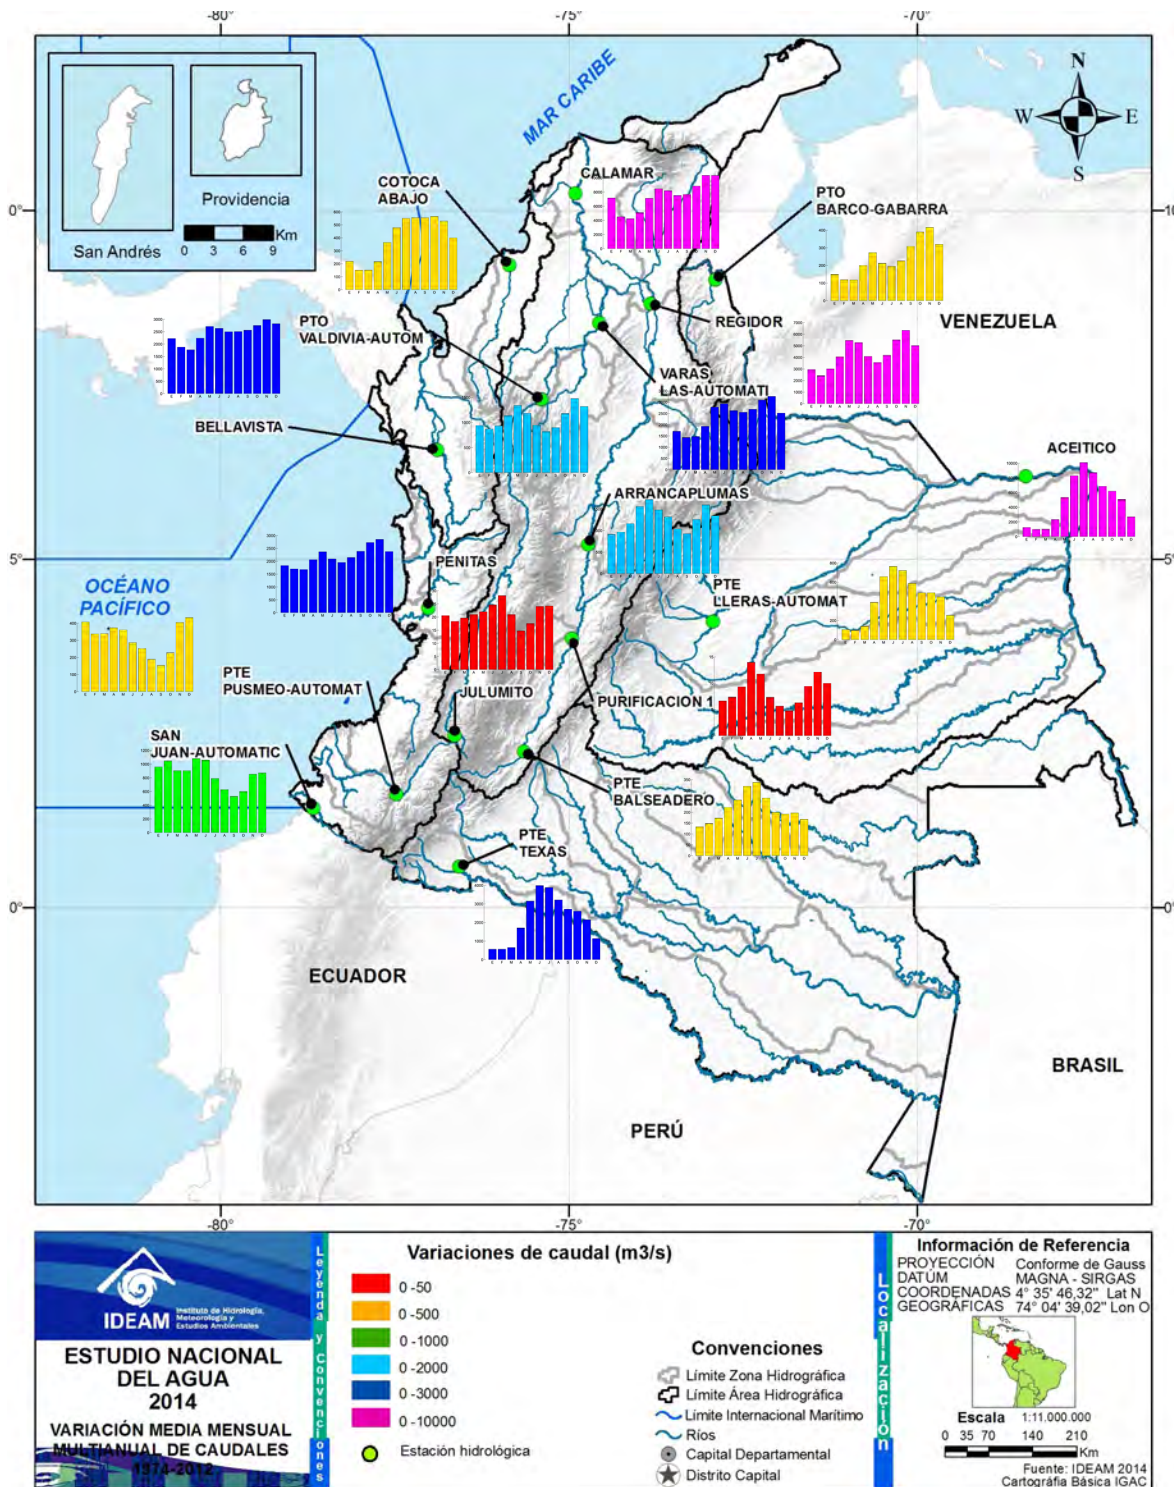 -80°
-75°
-70°
MAR CARIBE
N
W
E
S
Providencia
San Andrés
0 3 6 9
Km
0°
10
COTOCA
ABAJO
CALAMAR
PTO
BARCO-GABARRA
PTO
VALDIVIA-AUTOM
REGIDOR
VENEZUELA
VARAS
LAS-AUTOMATI
BELLAVISTA
ACEITICO
ARRANCAPLUMAS
5°
5°
PENITAS
PTE
LLERAS-AUTOMAT
OCÉANO
PACÍFICO
PTE
PUSMEO-AUTOMAT
JULUMITO
PURIFICACION 1
SAN
JUAN-AUTOMATIC
PTE
BALSEADERO
PTE
TEXAS
0°
0°
ECUADOR
BRASIL
PERÚ
-80°
-75°
-70°
IDEAM
Instituto de Hidrología,
Meteorología y
Estudios Ambientales
ESTUDIO NACIONAL
DEL AGUA
2014
VARIACIÓN MEDIA MENSUAL
MULTIANUAL DE CAUDALES
1974-2012
Leyenda y Convenciones
Variaciones de caudal (m3/s)
0 -50
0 -500
0 -1000
0 -2000
0 -3000
0 -10000
Estación hidrológica
Convenciones
Límite Zona Hidrográfica
Límite Área Hidrográfica
Límite Internacional Marítimo
Ríos
Capital Departamental
Distrito Capital
Localización
Información de Referencia
PROYECCIÓN Conforme de Gauss
DATUM MAGNA - SIRGAS
COORDENADAS 4° 35' 46,32" Lat N
GEOGRÁFICAS 74° 04' 39,02" Lon O
Escala 1:11.000.000
0 35 70 140 210
Km
Fuente: IDEAM 2014
Cartografía Básica IGAC